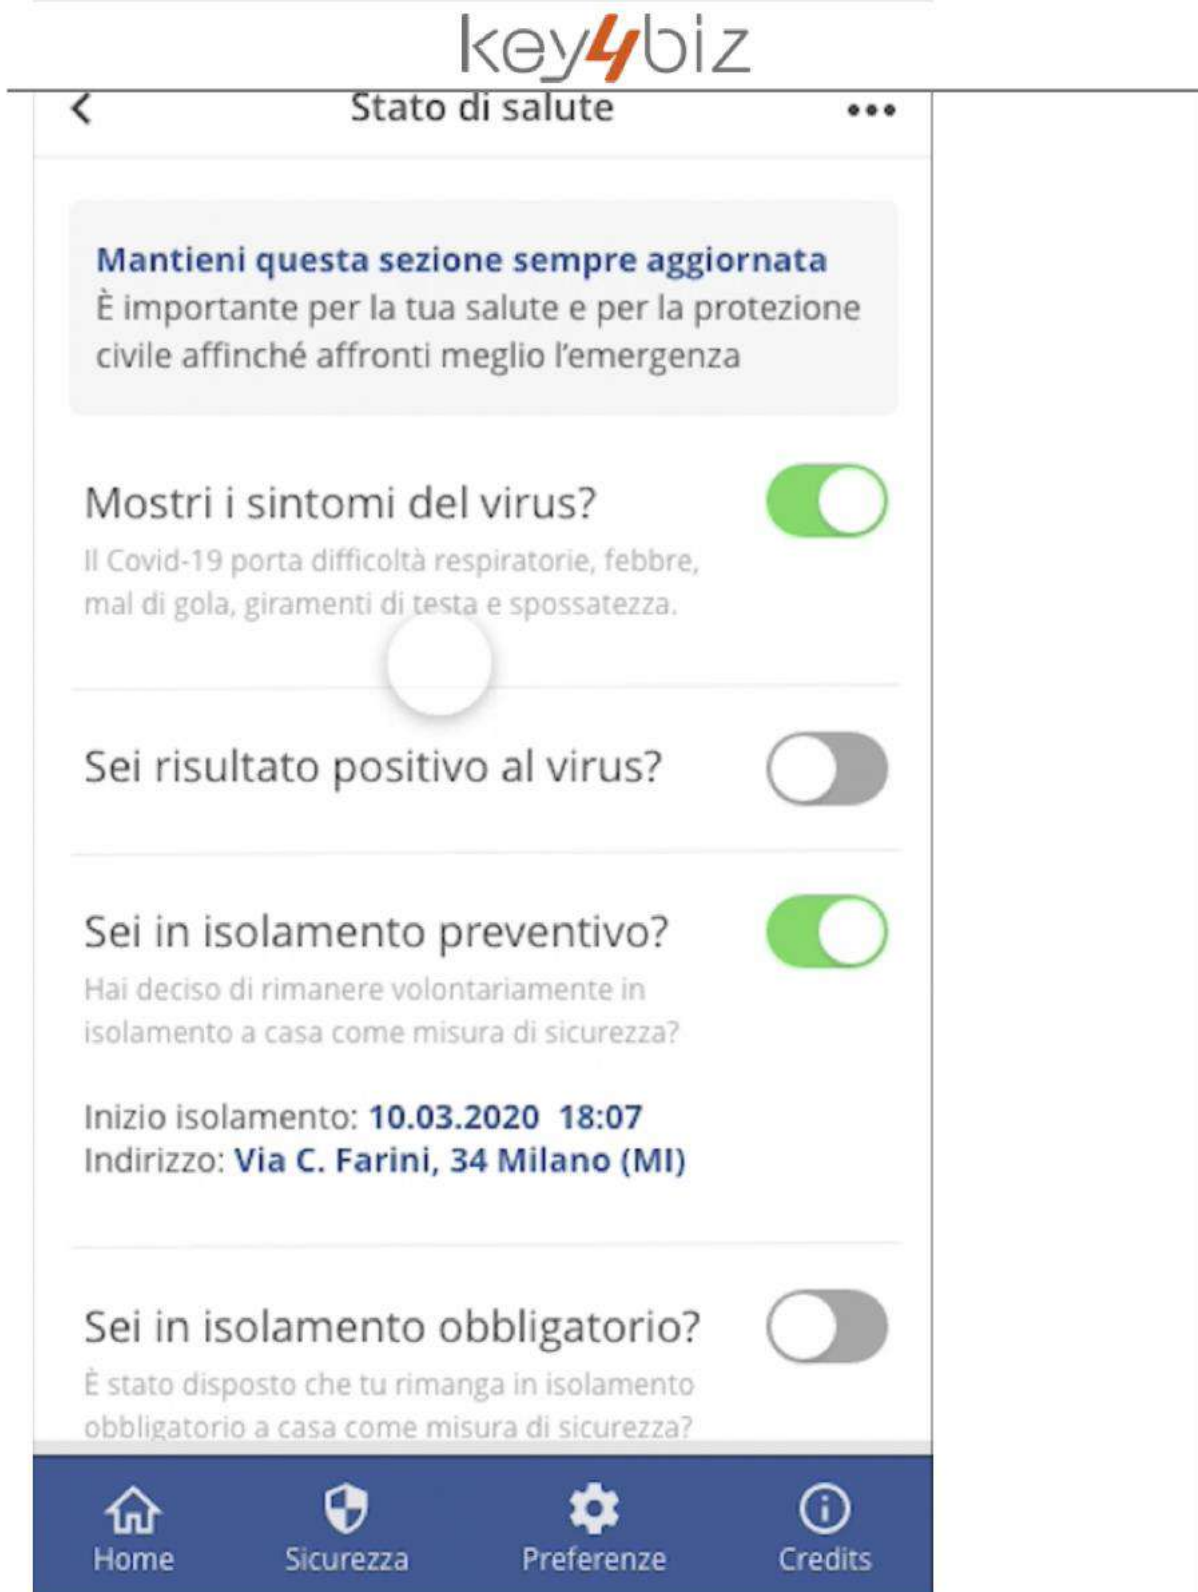 key4biz
Stato di salute
Mantieni questa sezione sempre aggiornata
È importante per la tua salute e per la protezione
civile affinché affronti meglio l'emergenza
Mostri i sintomi del virus?
Il Covid-19 porta difficoltà respiratorie, febbre,
mal di gola, giramenti di testa e spossatezza.
Sei risultato positivo al virus?
Sei in isolamento preventivo?
Hai deciso di rimanere volontariamente in
isolamento a casa come misura di sicurezza?
Inizio isolamento: 10.03.2020 18:07
Indirizzo: Via C. Farini, 34 Milano (MI)
Sei in isolamento obbligatorio?
È stato disposto che tu rimanga in isolamento
obbligatorio a casa come misura di sicurezza?
Home Sicurezza Preferenze Credits